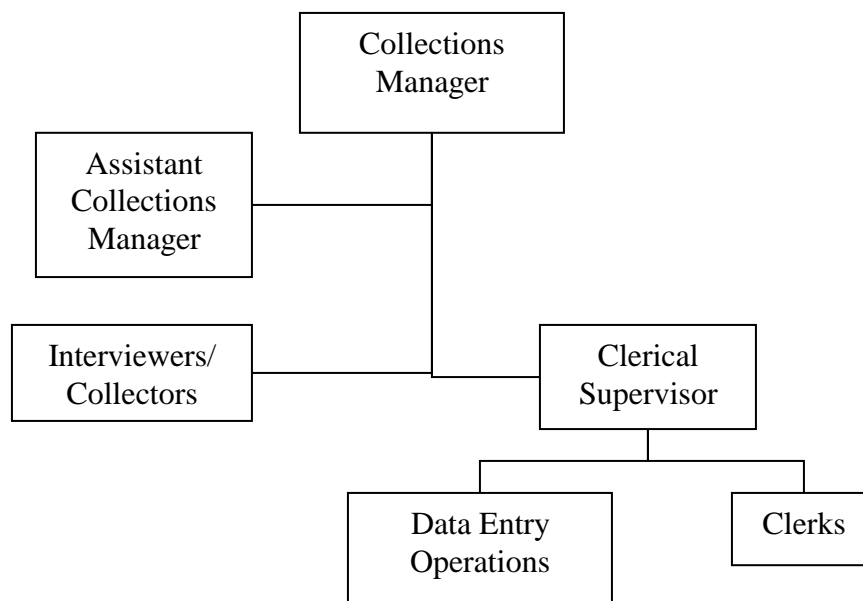 Collections
Manager
Assistant
Collections
Manager
Interviewers/
Collectors
Clerical
Supervisor
Data Entry
Operations
Clerks